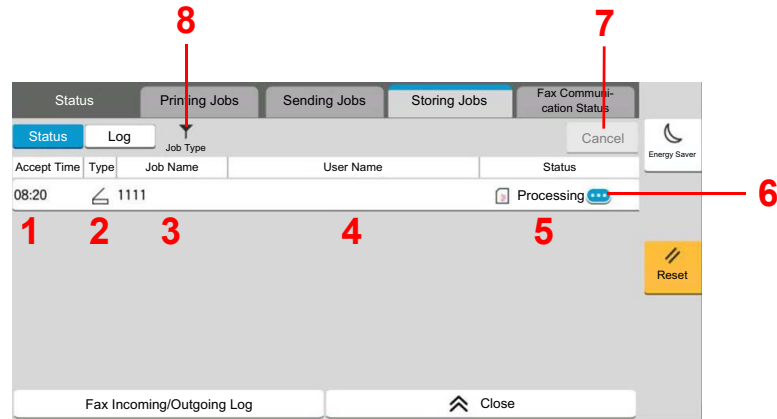 8
7
Status
Printing Jobs
Sending Jobs
Storing Jobs
Fax Communi-
cation Status
Status
Log
Job Type
Cancel
Energy Saver
Accept Time
Type
Job Name
User Name
Status
08:20
1111
Processing
6
1
2
3
4
5
Reset
Fax Incoming/Outgoing Log
Close